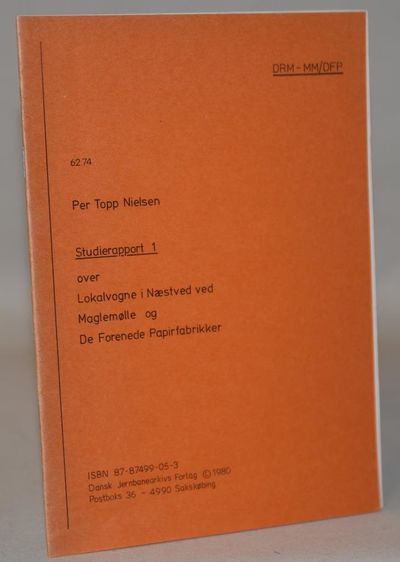 DRM - MM/DFP
62.74
Per Topp Nielsen
Studierapport 1
over
Lokalvogne i Næstved ved
Maglemølle og
De Forenede Papirfabrikker
ISBN 87-87499-05-3
Dansk Jernbanearkivs Forlag ©1980
Postboks 36 - 4990 Sakskøbing